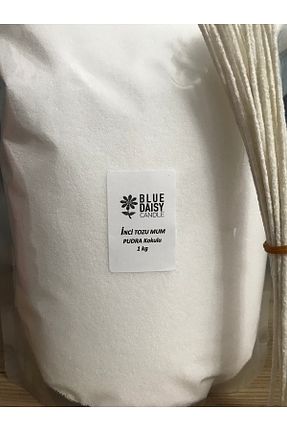 BLUE
DAISY
CANDLE
İNCİ TOZU MUM
PUDRA Kokulu
1 kg